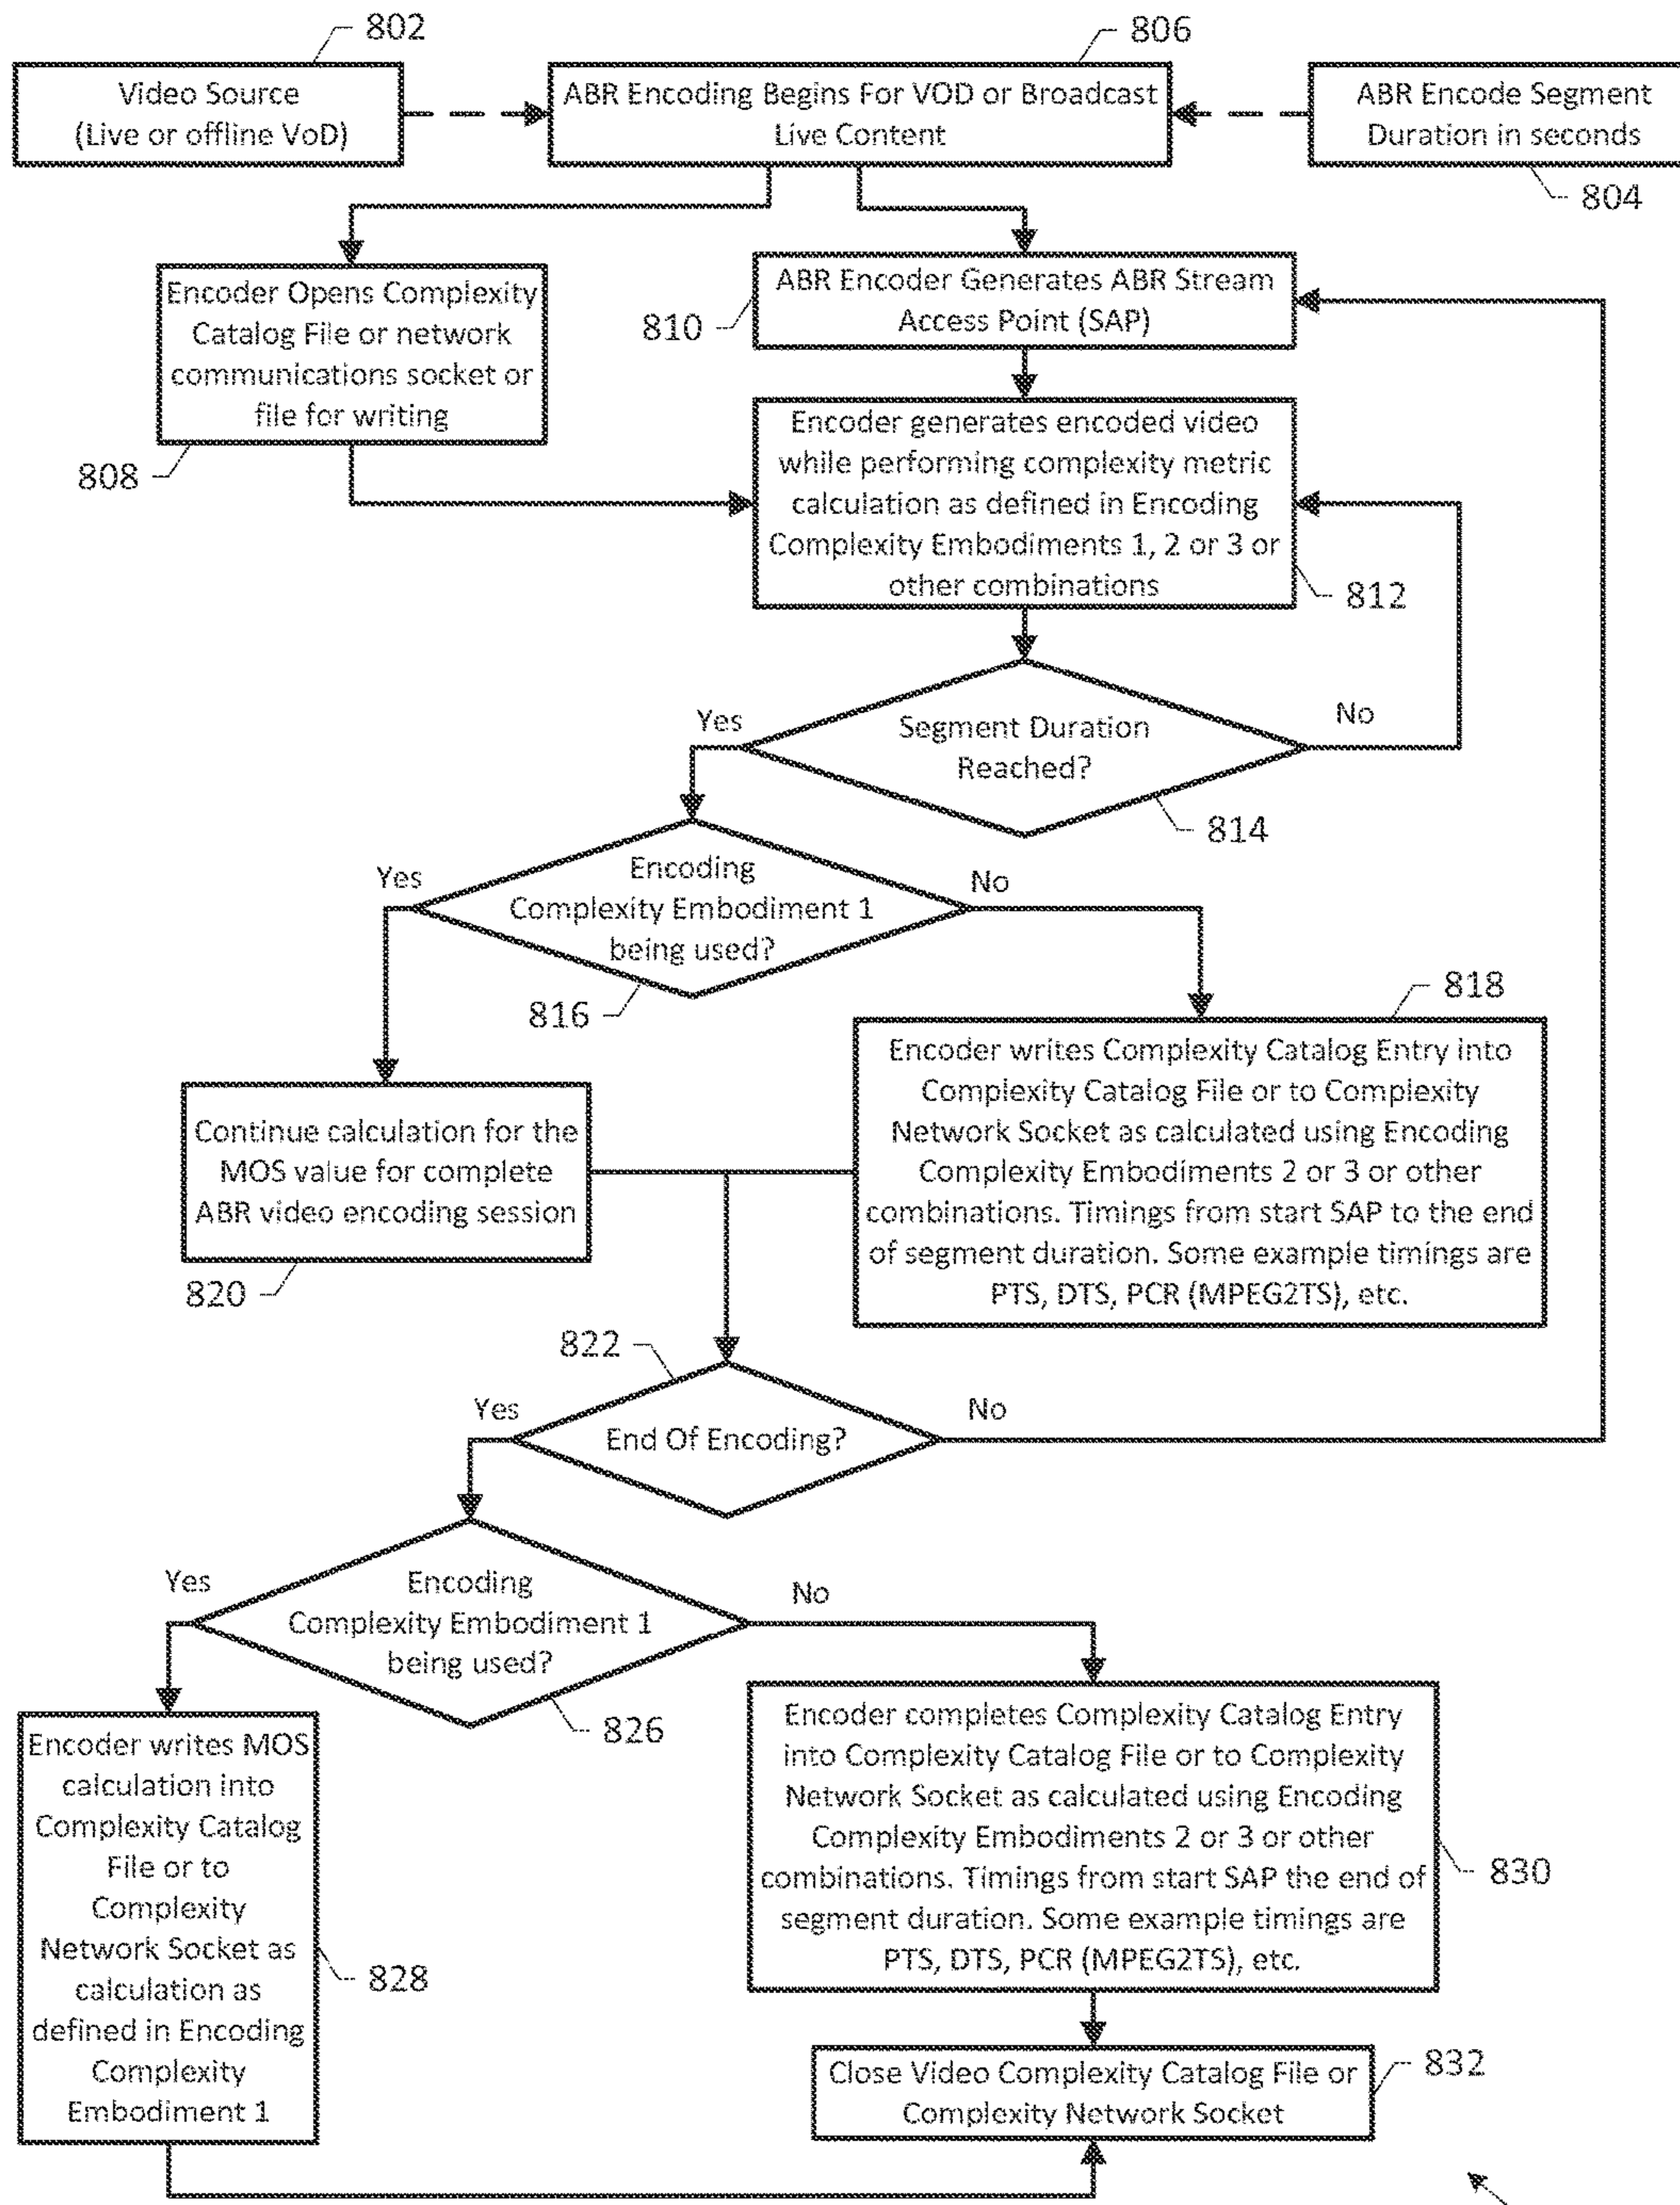 802
Video Source
(Live or offline VoD)
806
ABR Encoding Begins For VOD or Broadcast
Live Content
ABR Encode Segment
Duration in seconds
804
Encoder Opens Complexity
Catalog File or network
communications socket or
file for writing
808
810
ABR Encoder Generates ABR Stream
Access Point (SAP)
Encoder generates encoded video
while performing complexity metric
calculation as defined in Encoding
Complexity Embodiments 1, 2 or 3 or
other combinations
812
Yes
Segment Duration
Reached?
No
814
Yes
Encoding
Complexity Embodiment 1
being used?
No
816
818
Encoder writes Complexity Catalog Entry into
Complexity Catalog File or to Complexity
Network Socket as calculated using Encoding
Complexity Embodiments 2 or 3 or other
combinations. Timings from start SAP to the end
of segment duration. Some example timings are
PTS, DTS, PCR (MPEG2TS), etc.
Continue calculation for the
MOS value for complete
ABR video encoding session
820
822
Yes
End Of Encoding?
No
Yes
Encoding
Complexity Embodiment 1
being used?
No
826
Encoder writes MOS
calculation into
Complexity Catalog
File or to
Complexity
Network Socket as
calculation as
defined in Encoding
Complexity
Embodiment 1
828
Encoder completes Complexity Catalog Entry
into Complexity Catalog File or to Complexity
Network Socket as calculated using Encoding
Complexity Embodiments 2 or 3 or other
combinations. Timings from start SAP the end of
segment duration. Some example timings are
PTS, DTS, PCR (MPEG2TS), etc.
830
Close Video Complexity Catalog File or
Complexity Network Socket
832